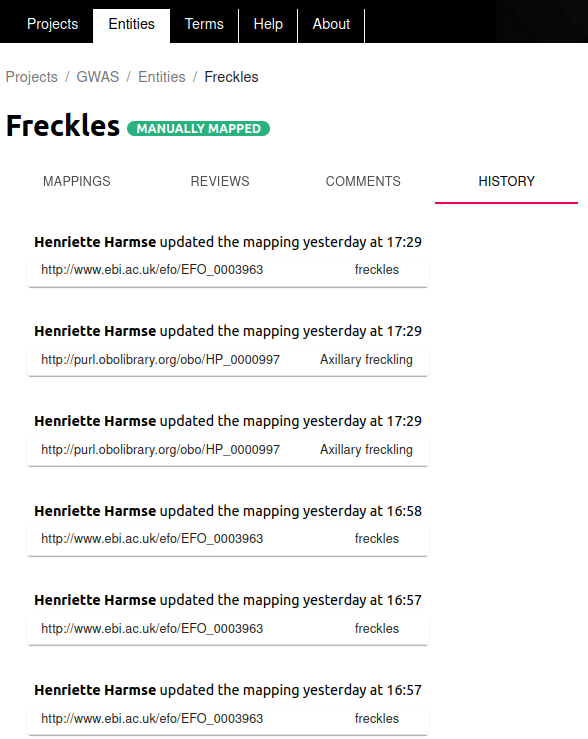 Projects Entities Terms Help About
Projects / GWAS / Entities / Freckles
Freckles MANUALLY MAPPED
MAPPINGS REVIEWS COMMENTS HISTORY
Henriette Harmse updated the mapping yesterday at 17:29
http://www.ebi.ac.uk/efo/EFO_0003963 freckles
Henriette Harmse updated the mapping yesterday at 17:29
http://purl.obolibrary.org/obo/HP_0000997 Axillary freckling
Henriette Harmse updated the mapping yesterday at 17:29
http://purl.obolibrary.org/obo/HP_0000997 Axillary freckling
Henriette Harmse updated the mapping yesterday at 16:58
http://www.ebi.ac.uk/efo/EFO_0003963 freckles
Henriette Harmse updated the mapping yesterday at 16:57
http://www.ebi.ac.uk/efo/EFO_0003963 freckles
Henriette Harmse updated the mapping yesterday at 16:57
http://www.ebi.ac.uk/efo/EFO_0003963 freckles